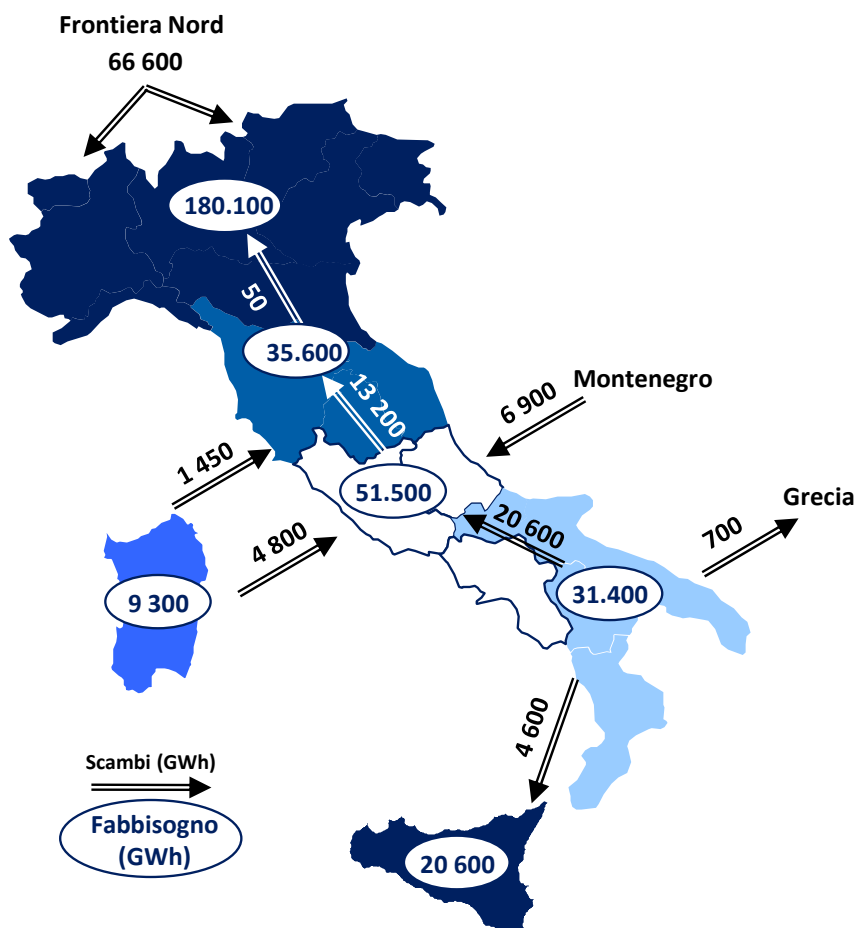 Frontiera Nord
66 600
180.100
50
35.600
13 200
Montenegro
6 900
1 450
51.500
Grecia
20 600
700
4 800
9 300
31.400
4 600
Scambi (GWh)
Fabbisogno
(GWh)
20 600